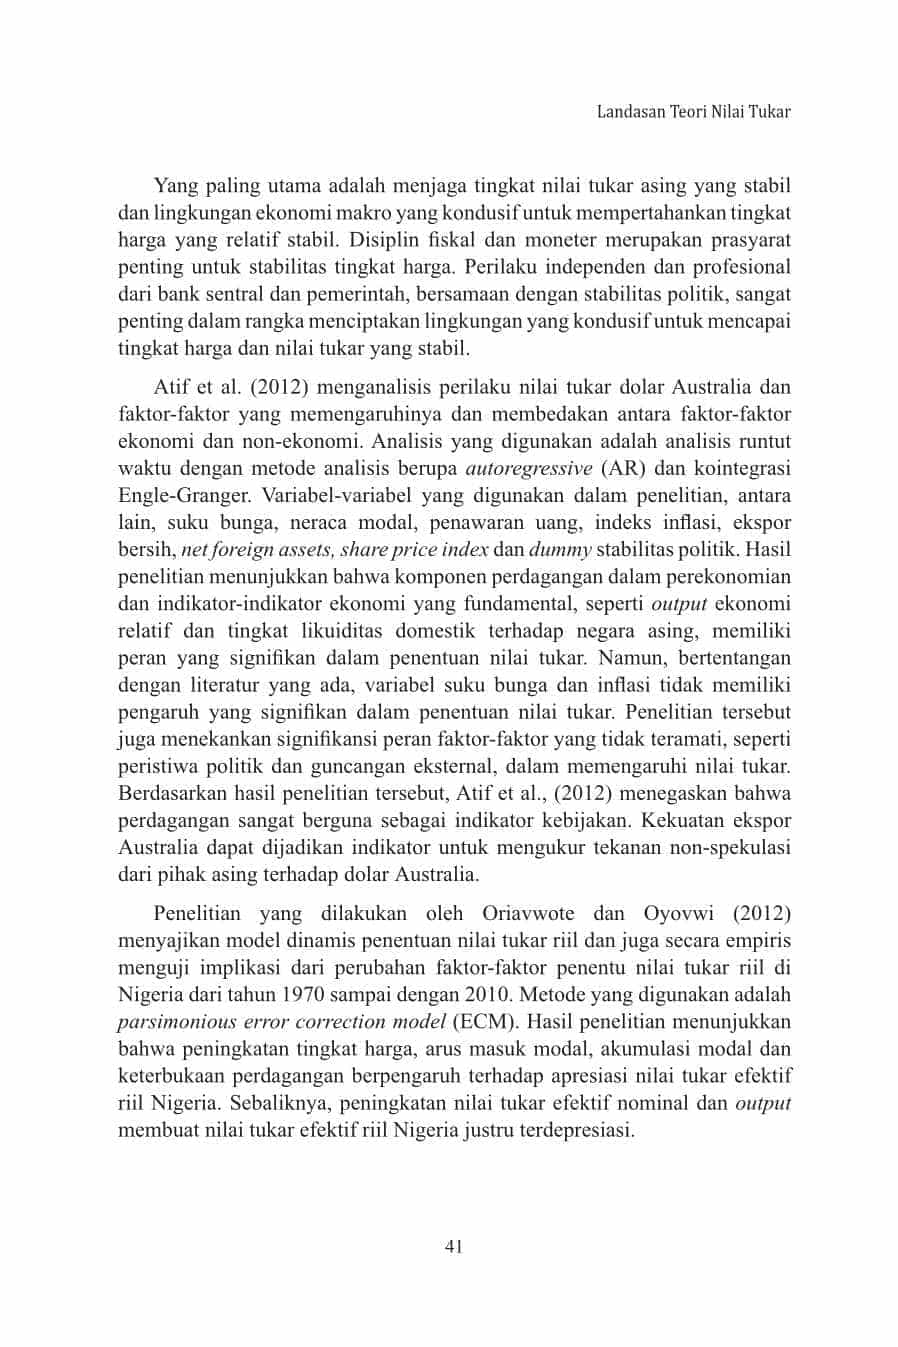 Landasan Teori Nilai Tukar
Yang paling utama adalah menjaga tingkat nilai tukar asing yang stabil
dan lingkungan ekonomi makro yang kondusif untuk mempertahankan tingkat
harga yang relatif stabil. Disiplin fiskal dan moneter merupakan prasyarat
penting untuk stabilitas tingkat harga. Perilaku independen dan profesional
dari bank sentral dan pemerintah, bersamaan dengan stabilitas politik, sangat
penting dalam rangka menciptakan lingkungan yang kondusif untuk mencapai
tingkat harga dan nilai tukar yang stabil.
Atif et al. (2012) menganalisis perilaku nilai tukar dolar Australia dan
faktor-faktor yang memengaruhinya dan membedakan antara faktor-faktor
ekonomi dan non-ekonomi. Analisis yang digunakan adalah analisis runtut
waktu dengan metode analisis berupa autoregressive (AR) dan kointegrasi
Engle-Granger. Variabel-variabel yang digunakan dalam penelitian, antara
lain, suku bunga, neraca modal, penawaran uang, indeks inflasi, ekspor
bersih, net foreign assets, share price index dan dummy stabilitas politik. Hasil
penelitian menunjukkan bahwa komponen perdagangan dalam perekonomian
dan indikator-indikator ekonomi yang fundamental, seperti output ekonomi
relatif dan tingkat likuiditas domestik terhadap negara asing, memiliki
peran yang signifikan dalam penentuan nilai tukar. Namun, bertentangan
dengan literatur yang ada, variabel suku bunga dan inflasi tidak memiliki
pengaruh yang signifikan dalam penentuan nilai tukar. Penelitian tersebut
juga menekankan signifikansi peran faktor-faktor yang tidak teramati, seperti
peristiwa politik dan guncangan eksternal, dalam memengaruhi nilai tukar.
Berdasarkan hasil penelitian tersebut, Atif et al., (2012) menegaskan bahwa
perdagangan sangat berguna sebagai indikator kebijakan. Kekuatan ekspor
Australia dapat dijadikan indikator untuk mengukur tekanan non-spekulasi
dari pihak asing terhadap dolar Australia.
Penelitian yang dilakukan oleh Oriavwote dan Oyovwi (2012)
menyajikan model dinamis penentuan nilai tukar riil dan juga secara empiris
menguji implikasi dari perubahan faktor-faktor penentu nilai tukar riil di
Nigeria dari tahun 1970 sampai dengan 2010. Metode yang digunakan adalah
parsimonious error correction model (ECM). Hasil penelitian menunjukkan
bahwa peningkatan tingkat harga, arus masuk modal, akumulasi modal dan
keterbukaan perdagangan berpengaruh terhadap apresiasi nilai tukar efektif
riil Nigeria. Sebaliknya, peningkatan nilai tukar efektif nominal dan output
membuat nilai tukar efektif riil Nigeria justru terdepresiasi.
41